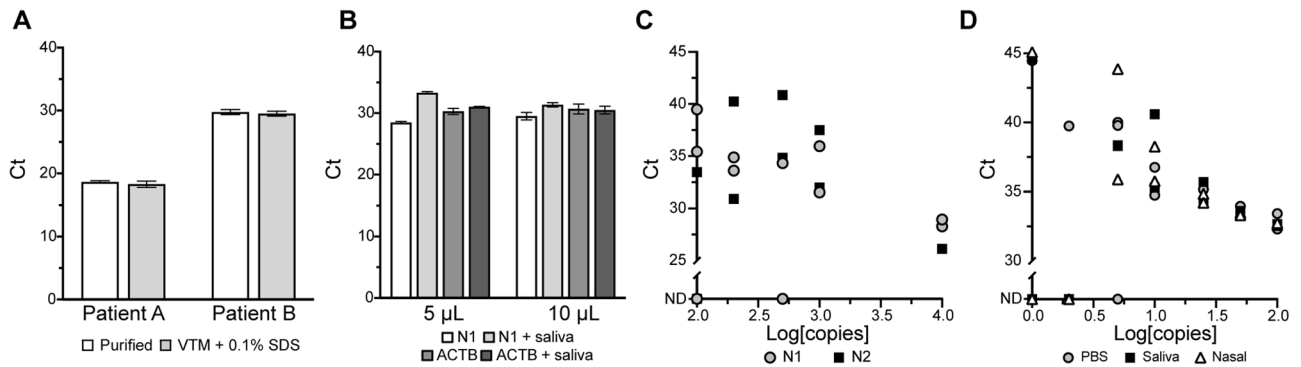 A
B
C
D
Ct
40
30
20
10
0
Patient A
Patient B
Purified
VTM + 0.1% SDS
Ct
40
30
20
10
0
5 µL
10 µL
N1
N1 + saliva
ACTB
ACTB + saliva
Ct
45
40
35
30
25
ND
2.0
2.5
3.0
3.5
4.0
Log[copies]
N1
N2
Ct
45
40
35
30
ND
0.0
0.5
1.0
1.5
2.0
Log[copies]
PBS
Saliva
Nasal